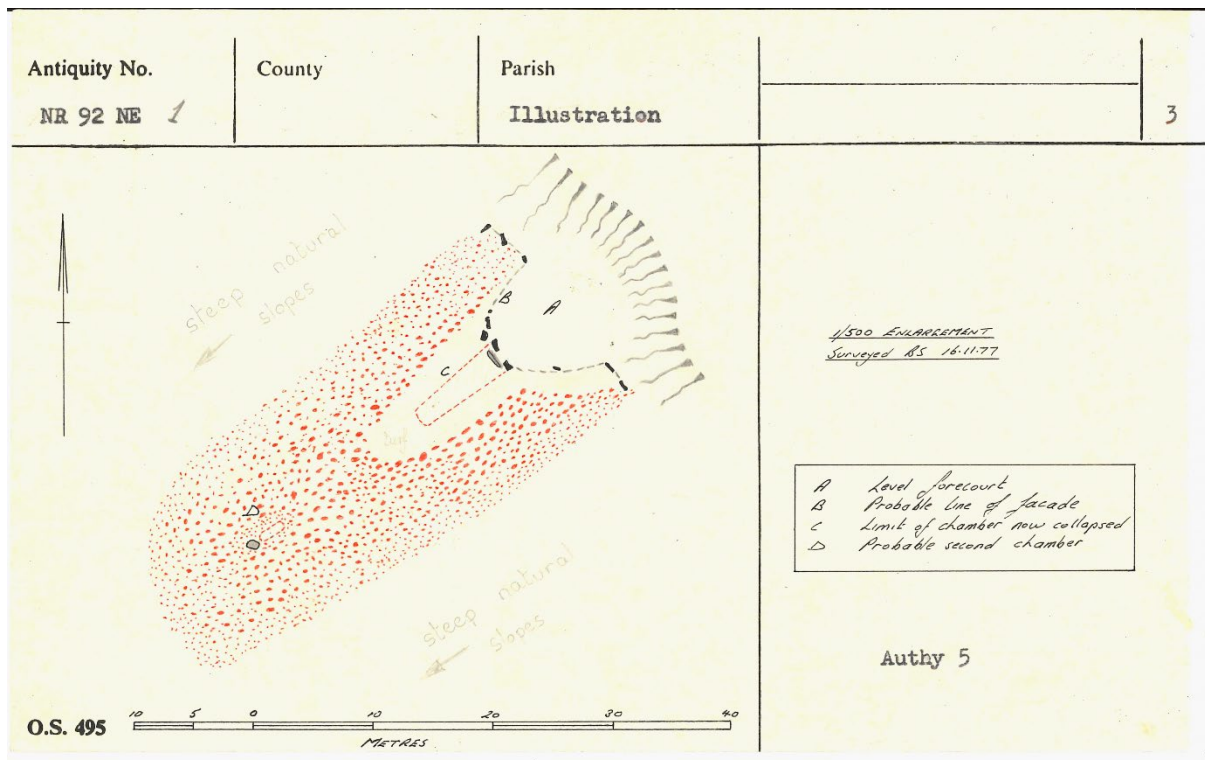 Antiquity No.
NR 92 NE 1
County
Parish
Illustration
3
steep natural
slopes
B
A
C
Turf
D
steep natural
slopes
1/500 ENLARGEMENT
Surveyed BS 16·11·77
A Level forecourt
B Probable line of facade
C Limit of chamber now collapsed
D Probable second chamber
Authy 5
O.S. 495
10 5 0 10 20 30 40
METRES